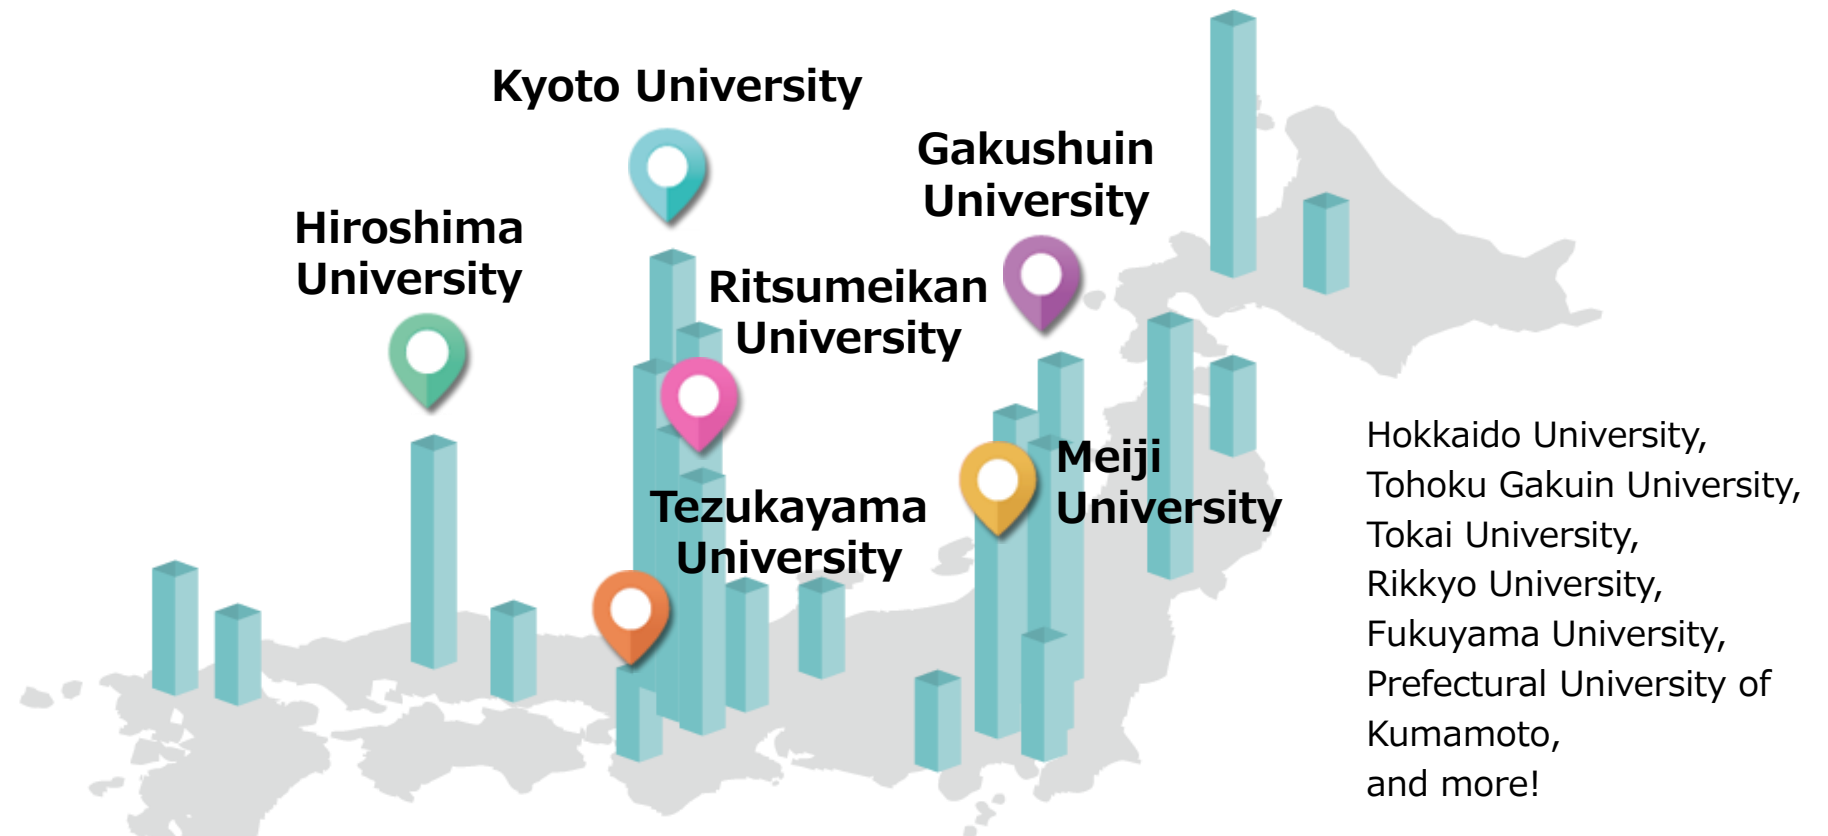 Kyoto University
Gakushuin
University
Hiroshima
University
Ritsumeikan
University
Meiji
University
Tezukayama
University
Hokkaido University,
Tohoku Gakuin University,
Tokai University,
Rikkyo University,
Fukuyama University,
Prefectural University of
Kumamoto,
and more!